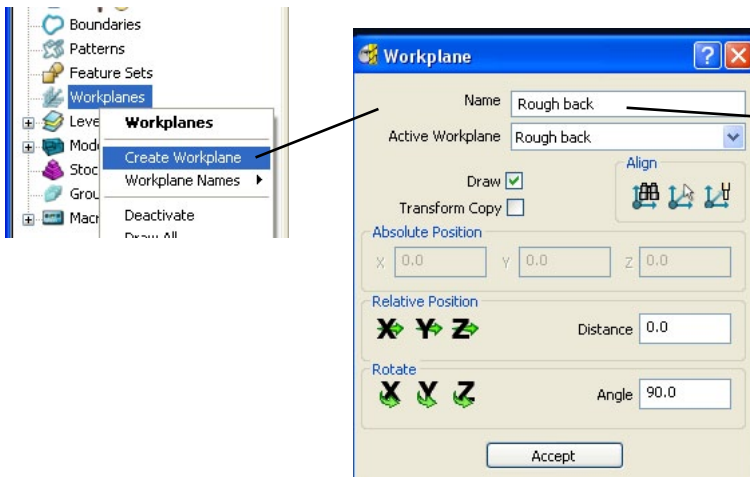 Boundaries
Patterns
Feature Sets
Workplanes
Leve
Mode
Stoc
Grou
Macr
Workplanes
Create Workplane
Workplane Names
Deactivate
Draw All
Workplane
Name Rough back
Active Workplane Rough back
Align
Draw
Transform Copy
Absolute Position
X 0.0 Y 0.0 Z 0.0
Relative Position
X Y Z Distance 0.0
Rotate
X Y Z Angle 90.0
Accept